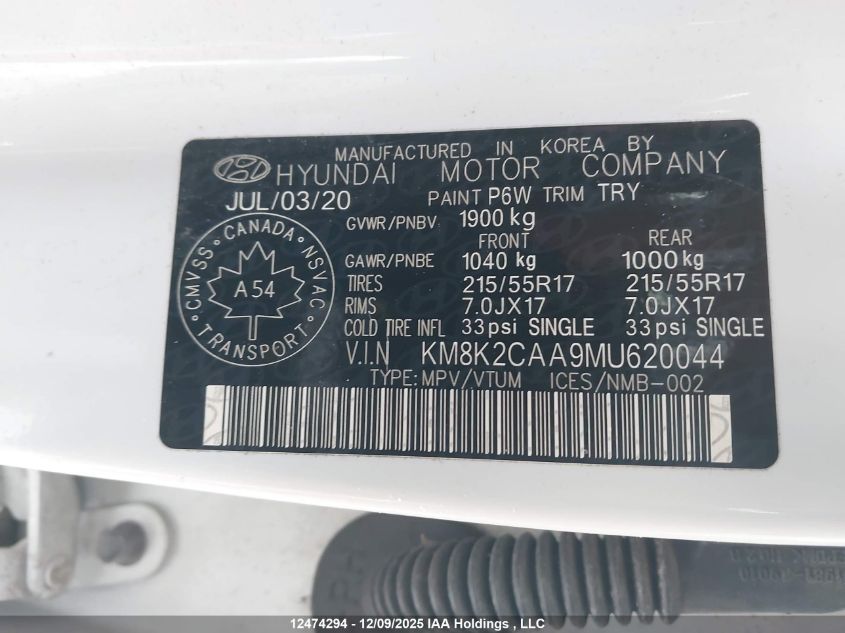 MANUFACTURED IN KOREA BY
HYUNDAI MOTOR COMPANY
JUL/03/20 PAINT P6W TRIM TRY
GVWR/PNBV 1900 kg
FRONT REAR
GAWR/PNBE 1040 kg 1000 kg
TIRES 215/55R17 215/55R17
RIMS 7.0JX17 7.0JX17
COLD TIRE INFL 33psi SINGLE 33psi SINGLE
CMVSS • CANADA • NSVAC
A 54
• TRANSPORT •
V.I.N KM8K2CAA9MU620044
TYPE: MPV/VTUM ICES/NMB-002
12474294 - 12/09/2025 IAA Holdings , LLC